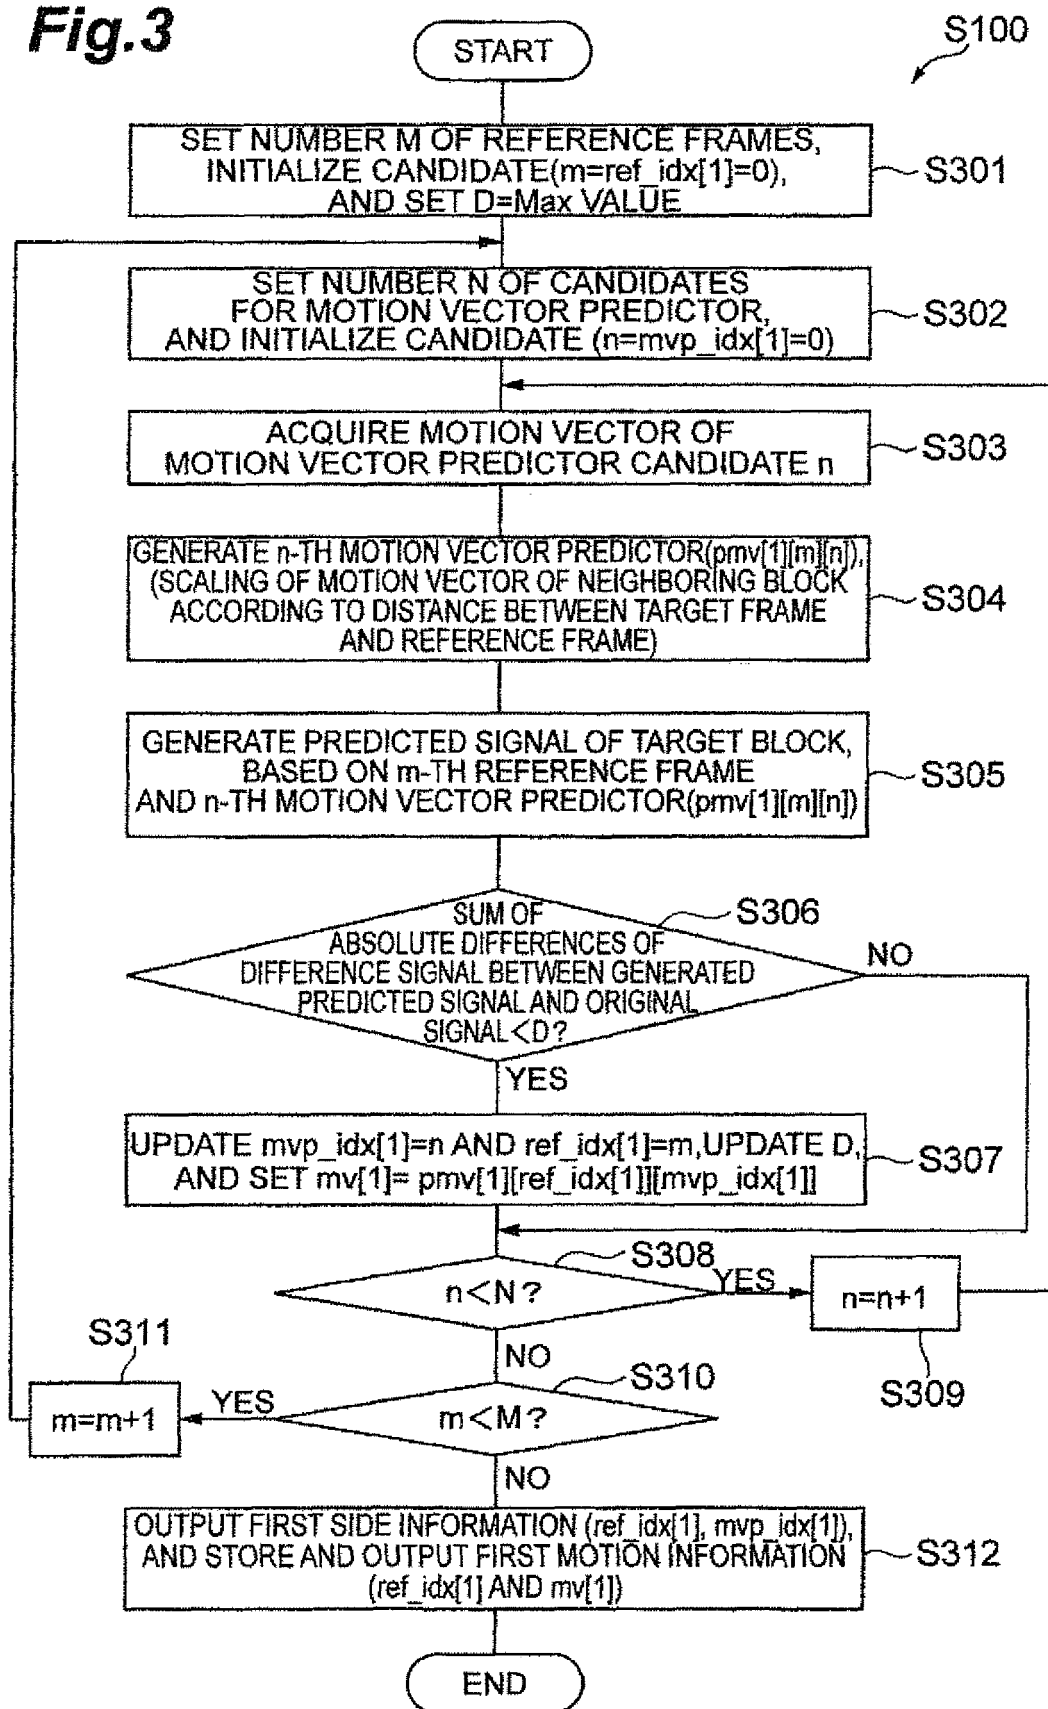 Fig.3
START
S100
SET NUMBER M OF REFERENCE FRAMES,
INITIALIZE CANDIDATE(m=ref_idx[1]=0),
AND SET D=Max VALUE
S301
SET NUMBER N OF CANDIDATES
FOR MOTION VECTOR PREDICTOR,
AND INITIALIZE CANDIDATE (n=mvp_idx[1]=0)
S302
ACQUIRE MOTION VECTOR OF
MOTION VECTOR PREDICTOR CANDIDATE n
S303
GENERATE n-TH MOTION VECTOR PREDICTOR(pmv[1][m][n]),
(SCALING OF MOTION VECTOR OF NEIGHBORING BLOCK
ACCORDING TO DISTANCE BETWEEN TARGET FRAME
AND REFERENCE FRAME)
S304
GENERATE PREDICTED SIGNAL OF TARGET BLOCK,
BASED ON m-TH REFERENCE FRAME
AND n-TH MOTION VECTOR PREDICTOR(pmv[1][m][n])
S305
SUM OF
ABSOLUTE DIFFERENCES OF
DIFFERENCE SIGNAL BETWEEN GENERATED
PREDICTED SIGNAL AND ORIGINAL
SIGNAL<D?
S306
NO
YES
UPDATE mvp_idx[1]=n AND ref_idx[1]=m,UPDATE D,
AND SET mv[1]= pmv[1][ref_idx[1]][mvp_idx[1]]
S307
n<N?
S308
YES
n=n+1
S309
NO
m<M?
S310
YES
m=m+1
S311
NO
OUTPUT FIRST SIDE INFORMATION (ref_idx[1], mvp_idx[1]),
AND STORE AND OUTPUT FIRST MOTION INFORMATION
(ref_idx[1] AND mv[1])
S312
END